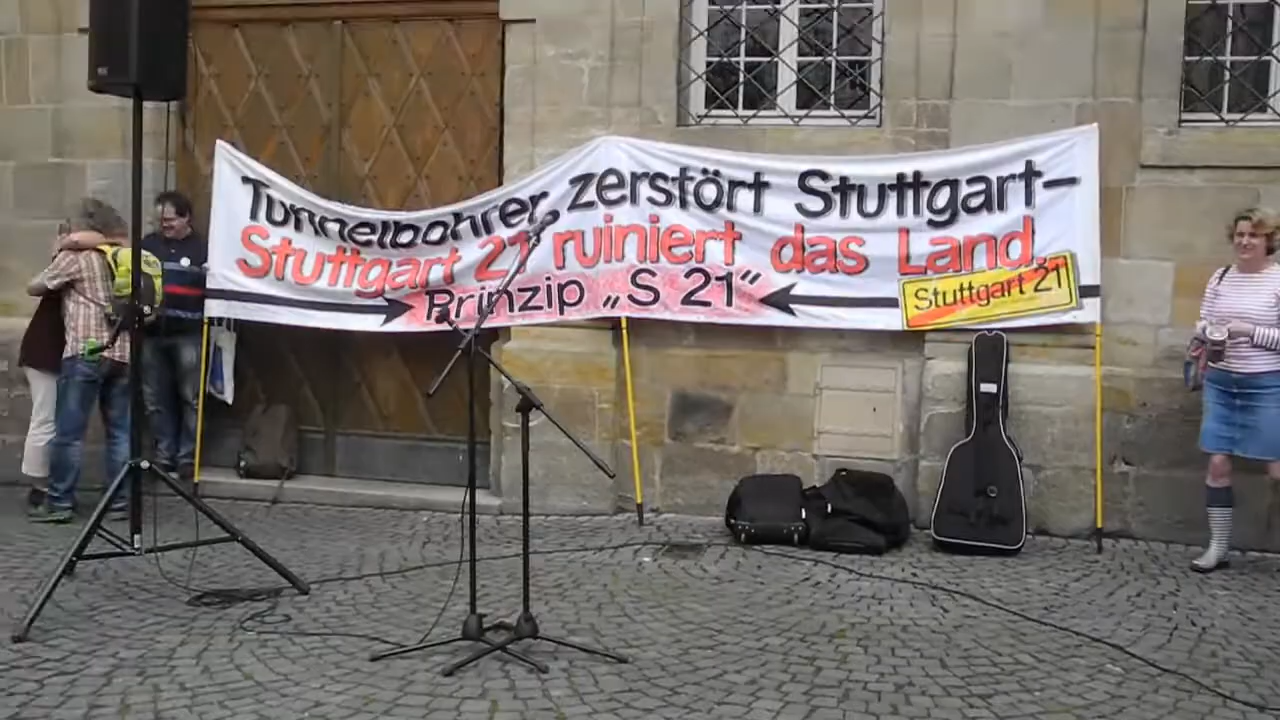 Tunnelbohrer zerstört Stuttgart–
Stuttgart 21 ruiniert das Land.
Prinzip „S 21“
Stuttgart 21